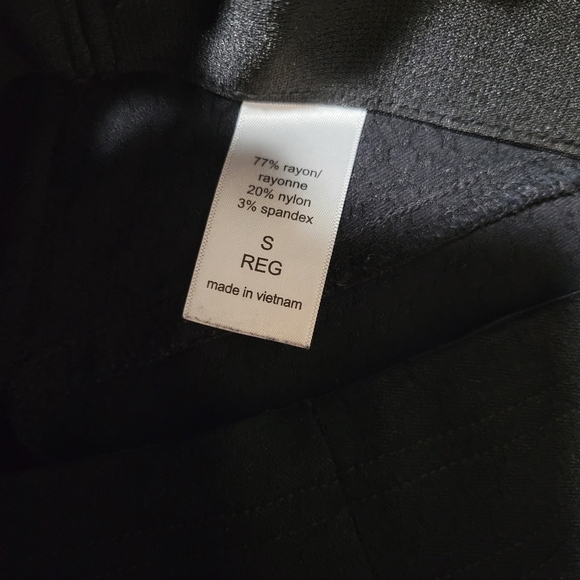 77% rayon/
rayonne
20% nylon
3% spandex
S
REG
made in vietnam